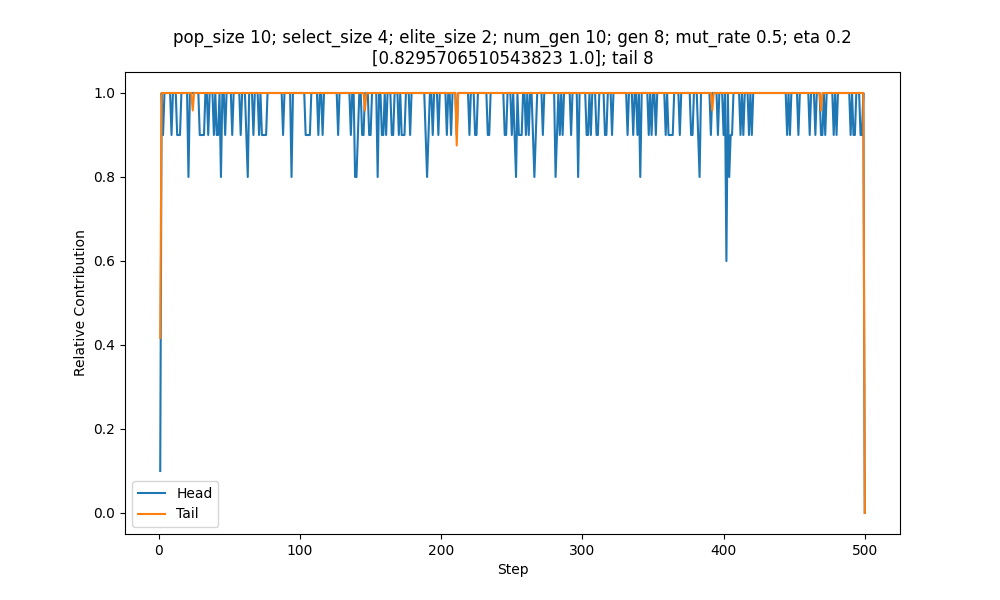 pop_size 10; select_size 4; elite_size 2; num_gen 10; gen 8; mut_rate 0.5; eta 0.2
[0.8295706510543823 1.0]; tail 8
1.0
0.8
0.6
0.4
0.2
0.0
Relative Contribution
Head
Tail
0
100
200
300
400
500
Step